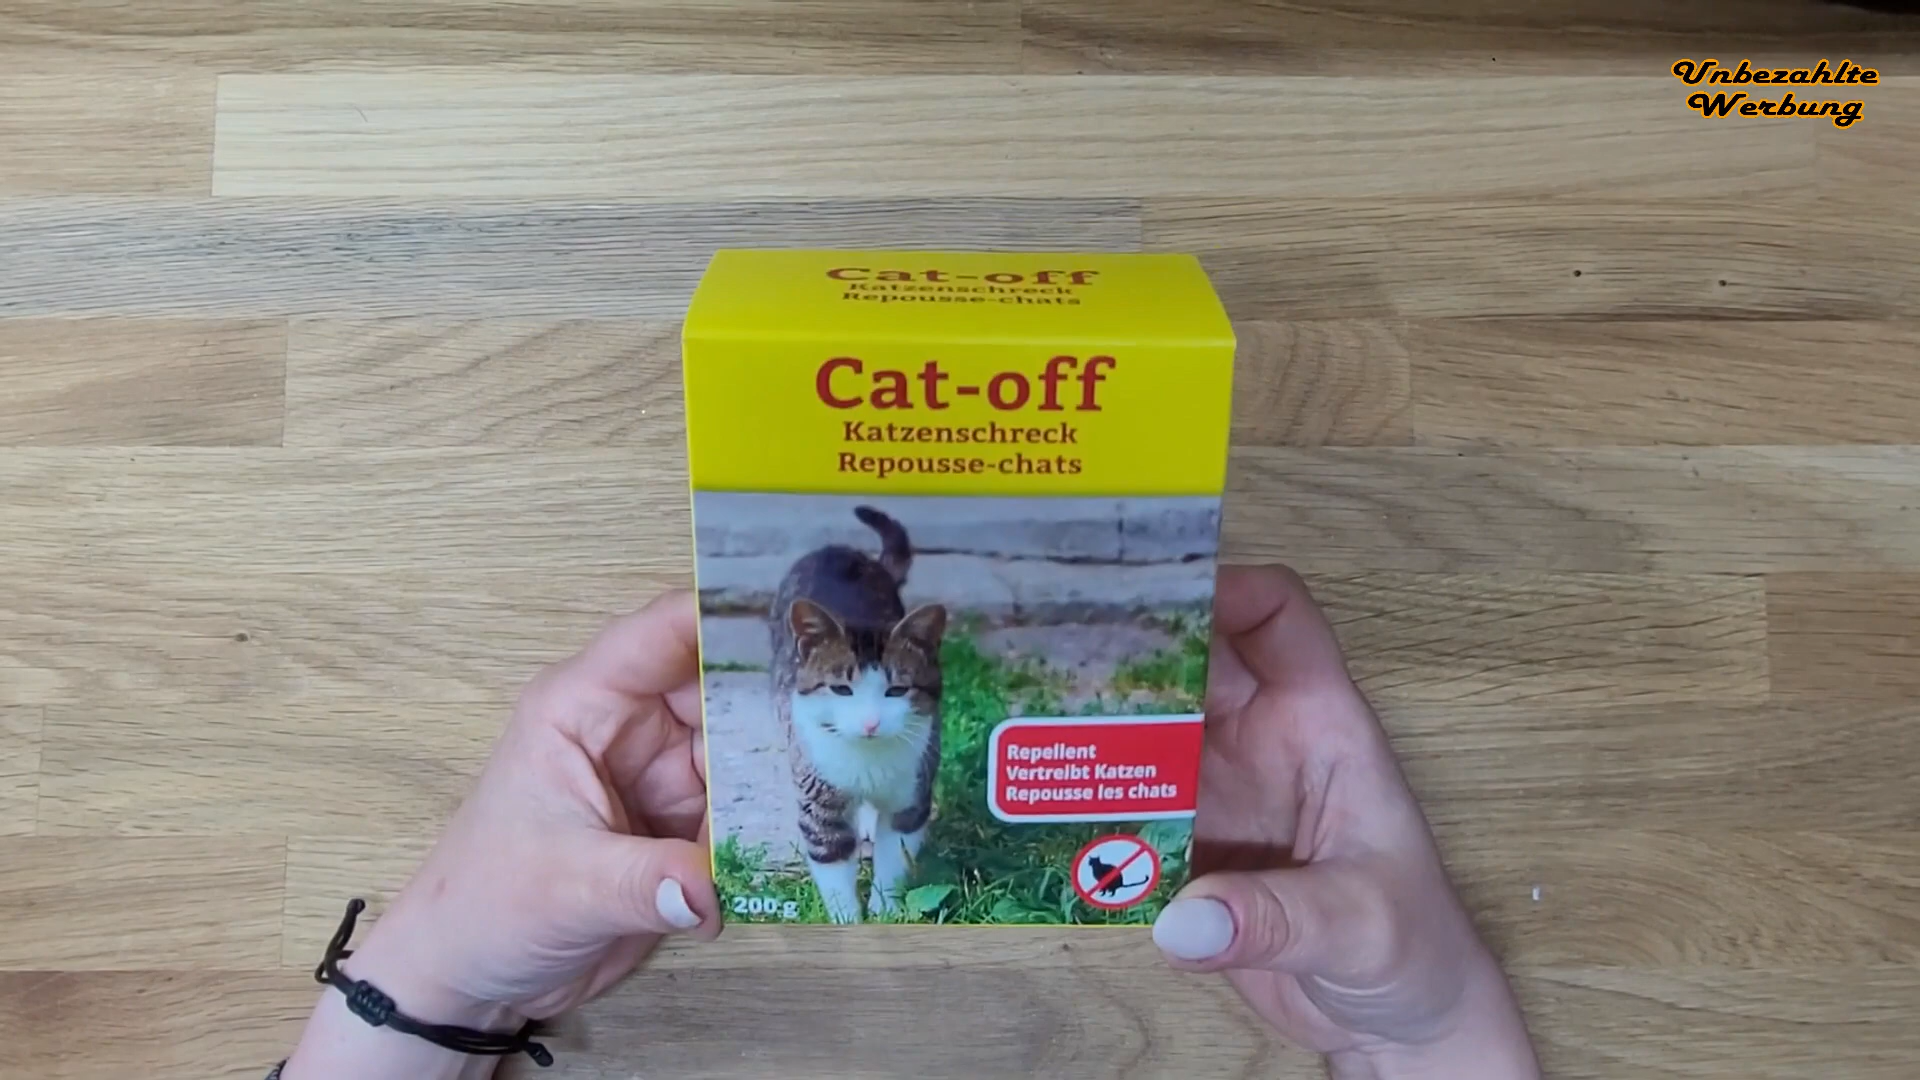 Unbezahlte
Werbung
Cat-off
Katzenschreck
Repousse-chats
Cat-off
Katzenschreck
Repousse-chats
Repellent
Vertreibt Katzen
Repousse les chats
200 g